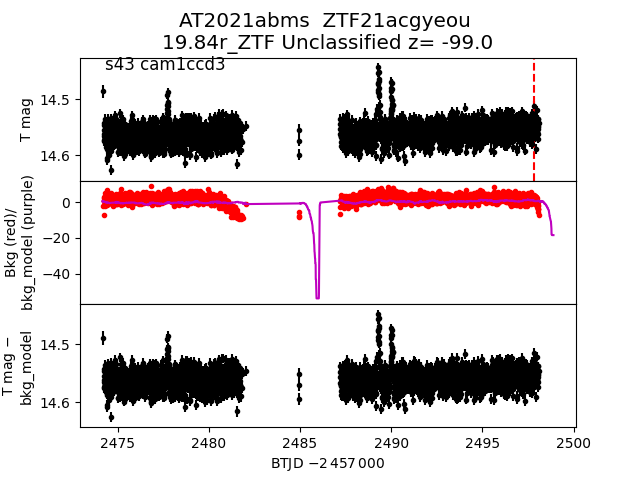 AT2021abms  ZTF21acgyeou
19.84r_ZTF Unclassified z= -99.0
s43 cam1ccd3
T mag
14.5
14.6
Bkg (red)/
bkg_model (purple)
0
−20
−40
T mag −
bkg_model
14.5
14.6
2475
2480
2485
2490
2495
2500
BTJD −2 457 000